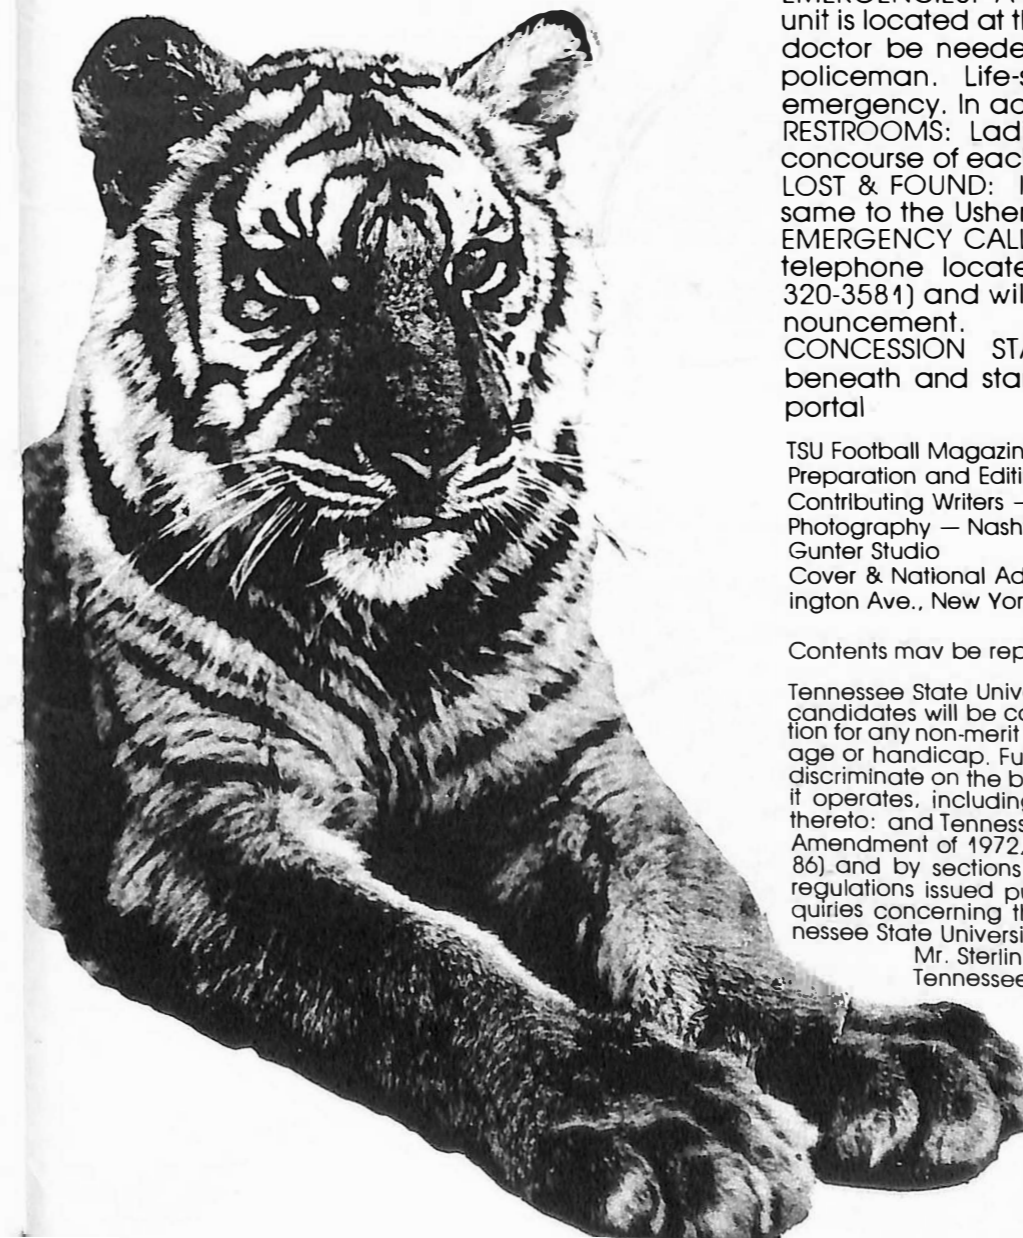 EMERGENCIES? A
unit is located at th
doctor be neede
policeman. Life-s
emergency. In ad
RESTROOMS: Lad
concourse of each
LOST & FOUND: I
same to the Usher
EMERGENCY CALL
telephone locate
320-3581) and wil
nouncement.
CONCESSION STA
beneath and sta
portal
TSU Football Magazin
Preparation and Editi
Contributing Writers —
Photography — Nash
Gunter Studio
Cover & National Ad
ington Ave., New Yor
Contents may be rep
Tennessee State Univ
candidates will be co
tion for any non-merit
age or handicap. Fu
discriminate on the b
it operates, including
thereto: and Tenness
Amendment of 1972,
86) and by sections
regulations issued pu
quiries concerning th
nessee State Universi
Mr. Sterlin
Tennessee